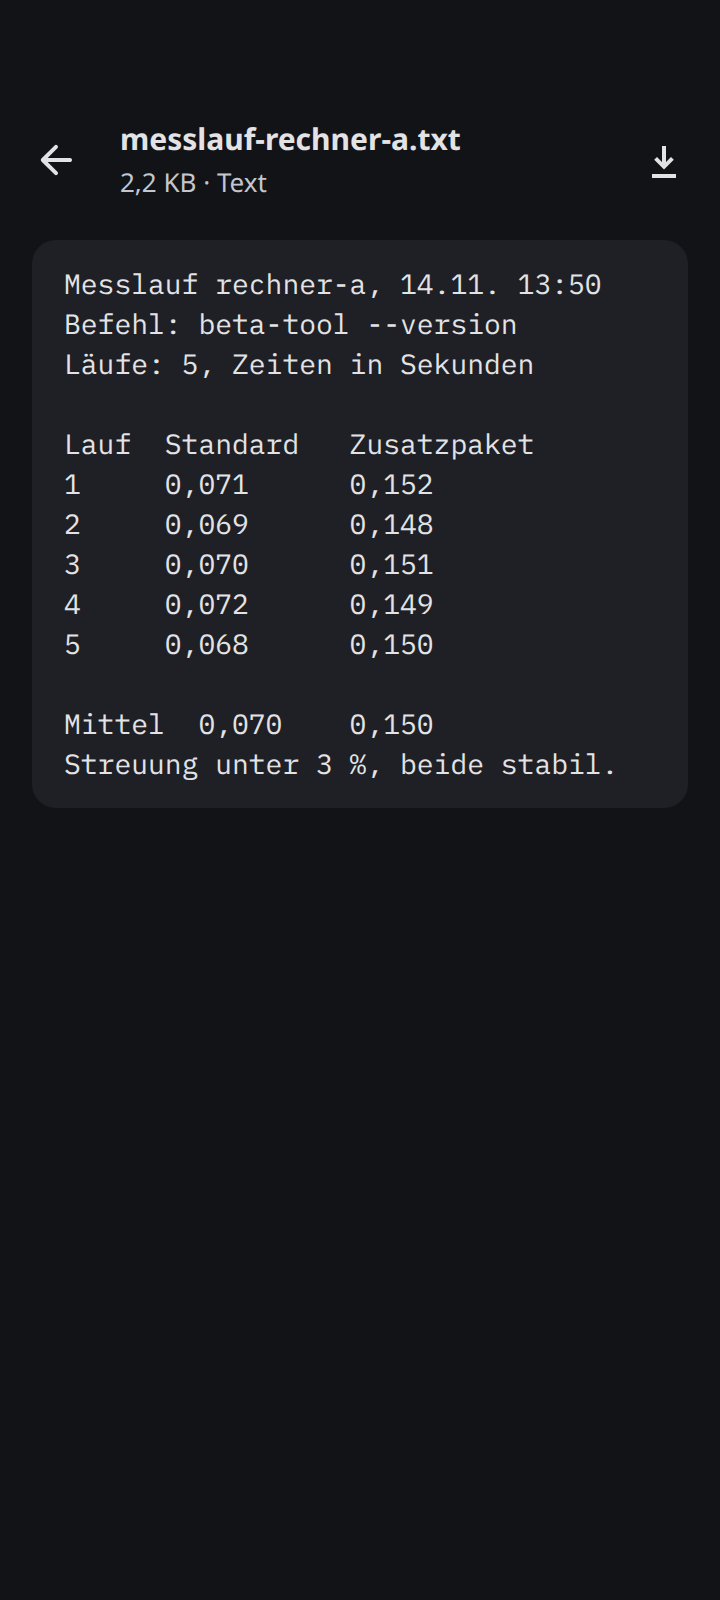 messlauf-rechner-a.txt
2,2 KB · Text
Messlauf rechner-a, 14.11. 13:50
Befehl: beta-tool --version
Läufe: 5, Zeiten in Sekunden
Lauf  Standard   Zusatzpaket
1     0,071      0,152
2     0,069      0,148
3     0,070      0,151
4     0,072      0,149
5     0,068      0,150
Mittel  0,070    0,150
Streuung unter 3 %, beide stabil.